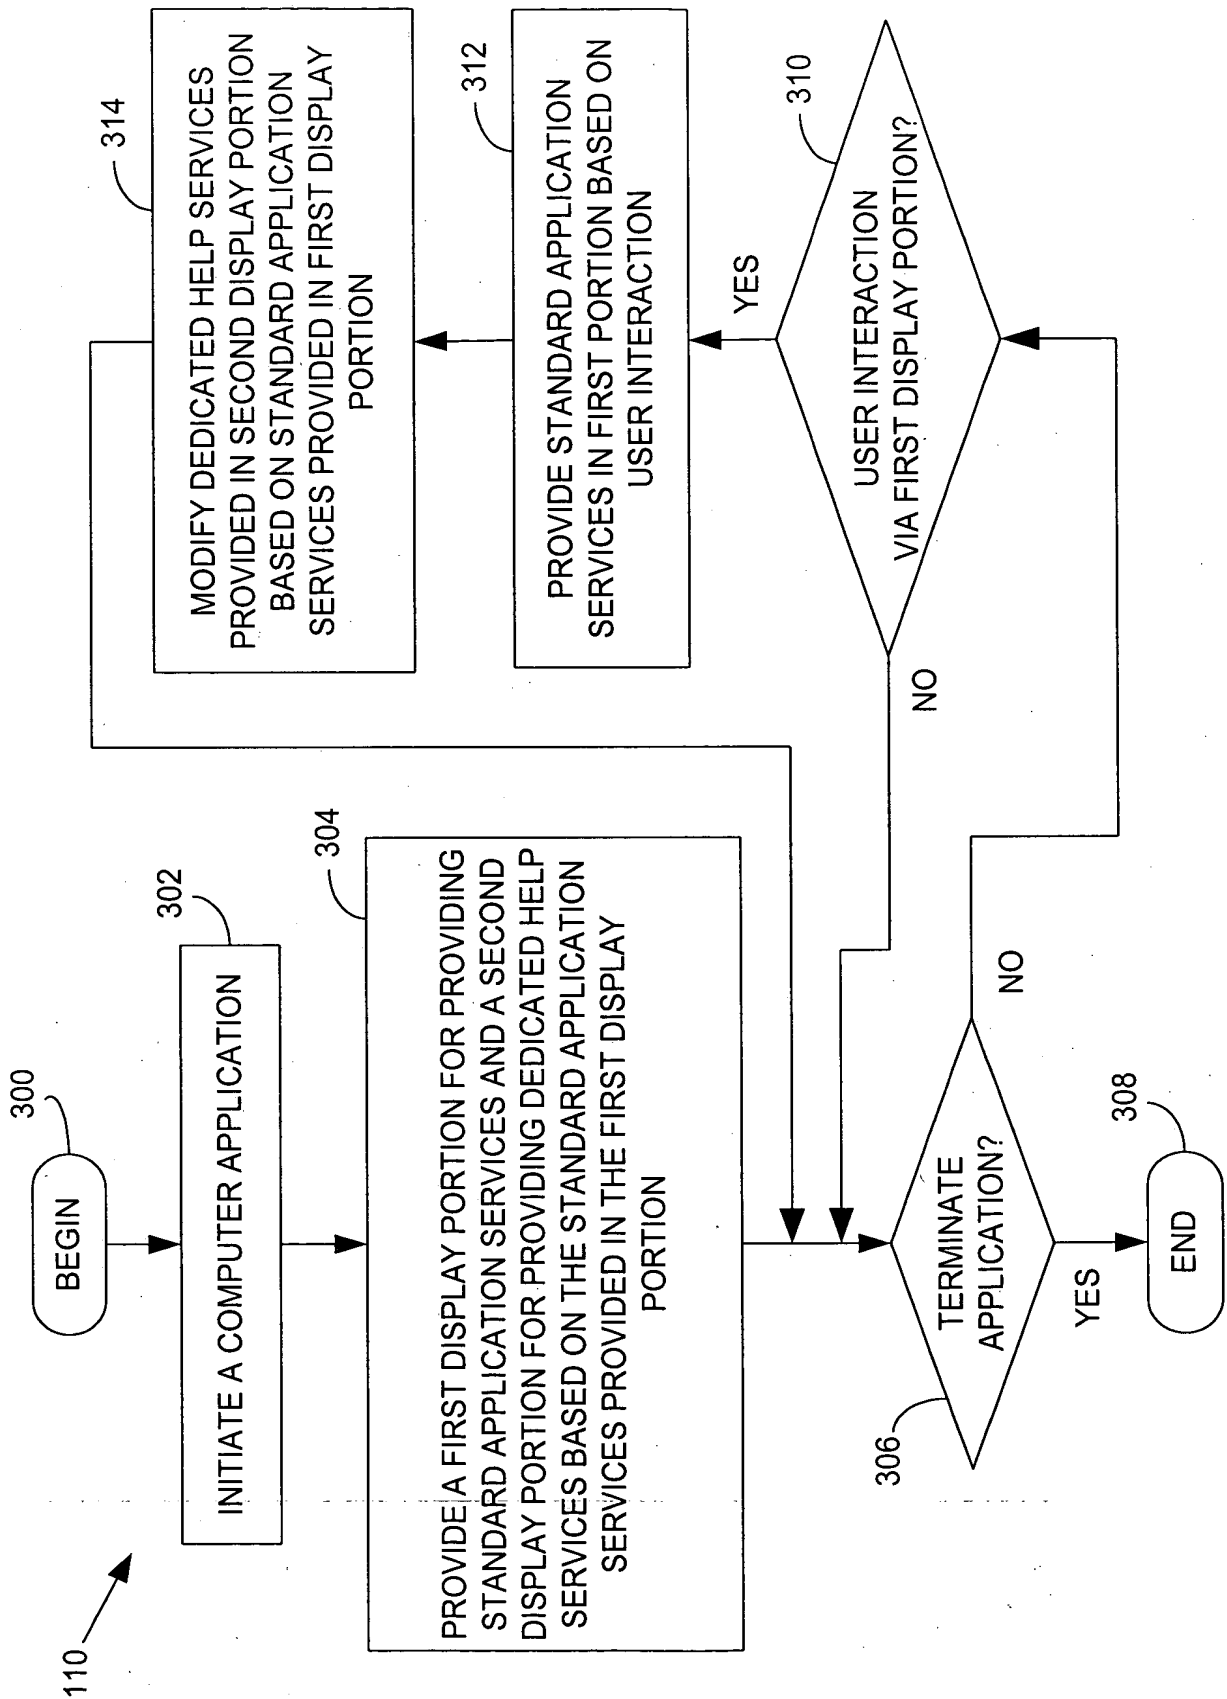 110
BEGIN
300
INITIATE A COMPUTER APPLICATION
302
PROVIDE A FIRST DISPLAY PORTION FOR PROVIDING
STANDARD APPLICATION SERVICES AND A SECOND
DISPLAY PORTION FOR PROVIDING DEDICATED HELP
SERVICES BASED ON THE STANDARD APPLICATION
SERVICES PROVIDED IN THE FIRST DISPLAY
PORTION
304
306
TERMINATE
APPLICATION?
NO
YES
END
308
MODIFY DEDICATED HELP SERVICES
PROVIDED IN SECOND DISPLAY PORTION
BASED ON STANDARD APPLICATION
SERVICES PROVIDED IN FIRST DISPLAY
PORTION
314
PROVIDE STANDARD APPLICATION
SERVICES IN FIRST PORTION BASED ON
USER INTERACTION
312
YES
USER INTERACTION
VIA FIRST DISPLAY PORTION?
310
NO